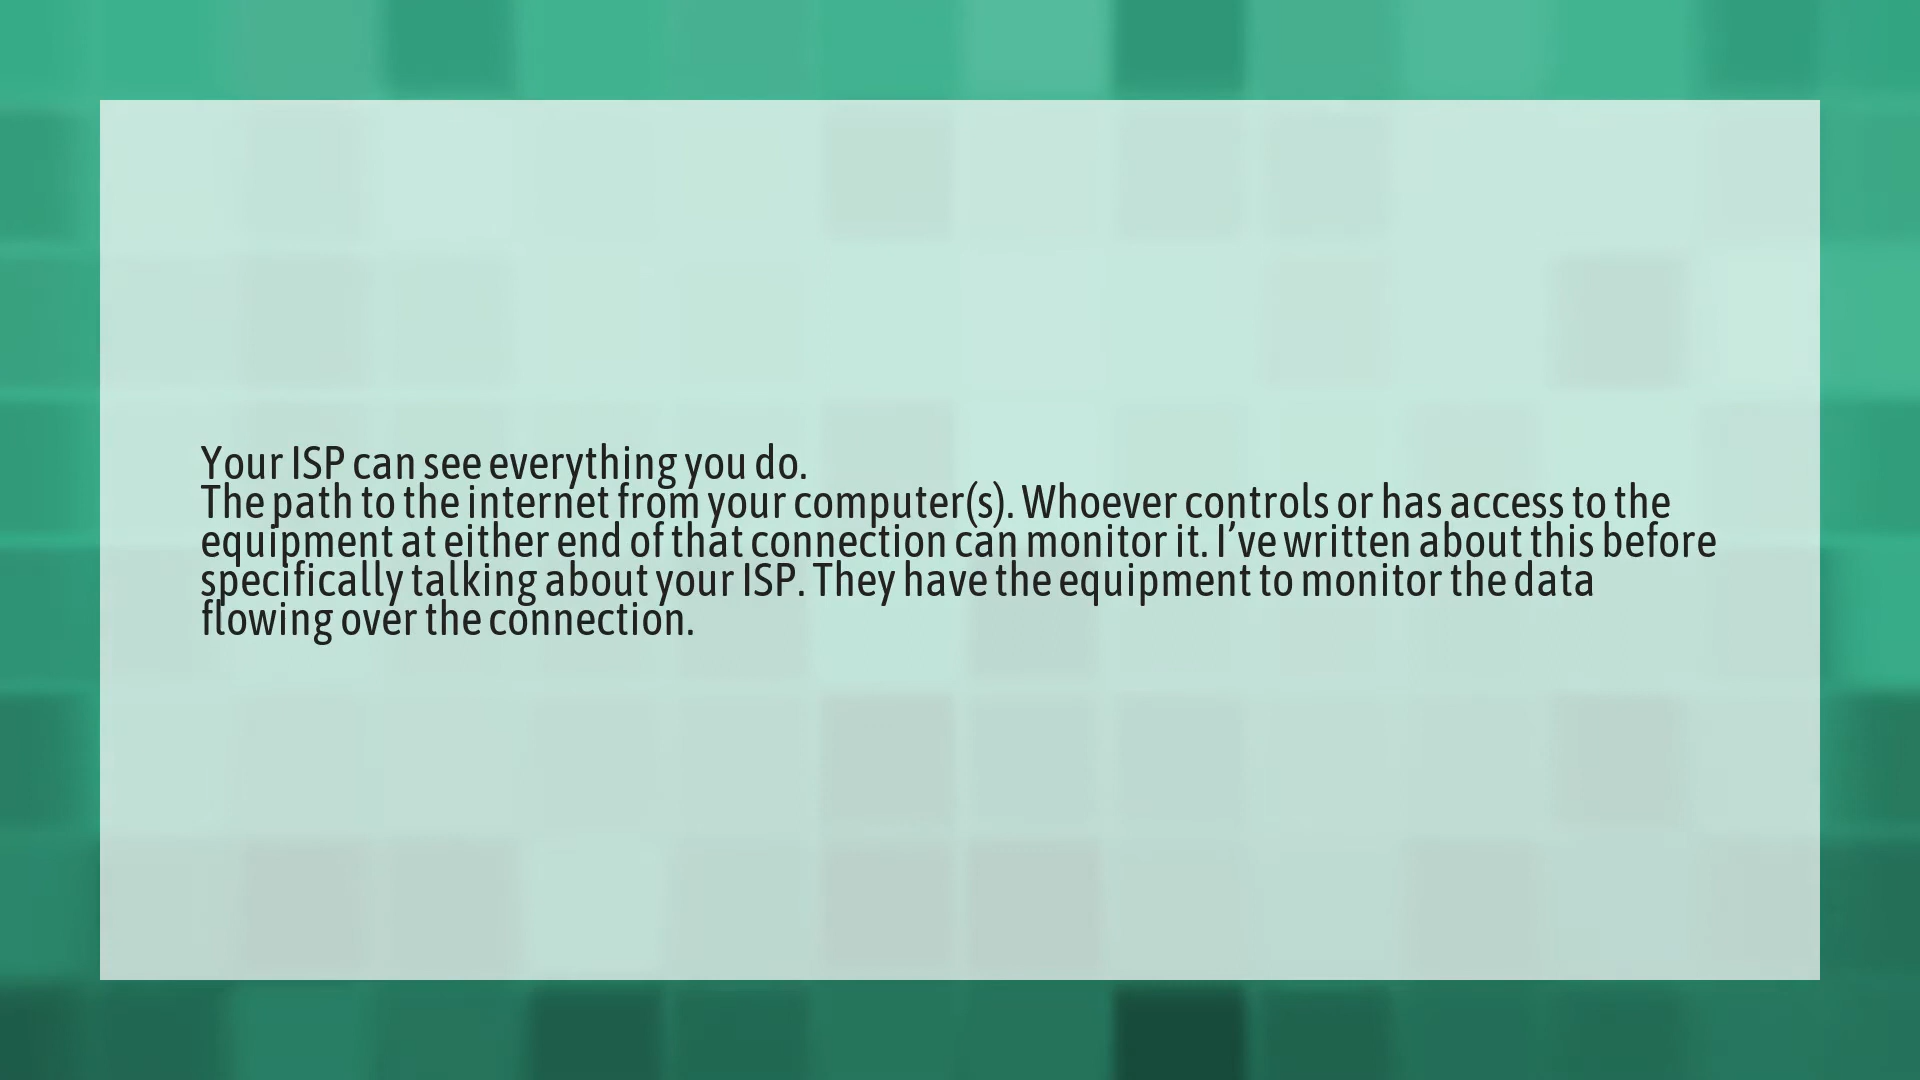 Your ISP can see everything you do.
The path to the internet from your computer(s). Whoever controls or has access to the
equipment at either end of that connection can monitor it. I’ve written about this before
specifically talking about your ISP. They have the equipment to monitor the data
flowing over the connection.